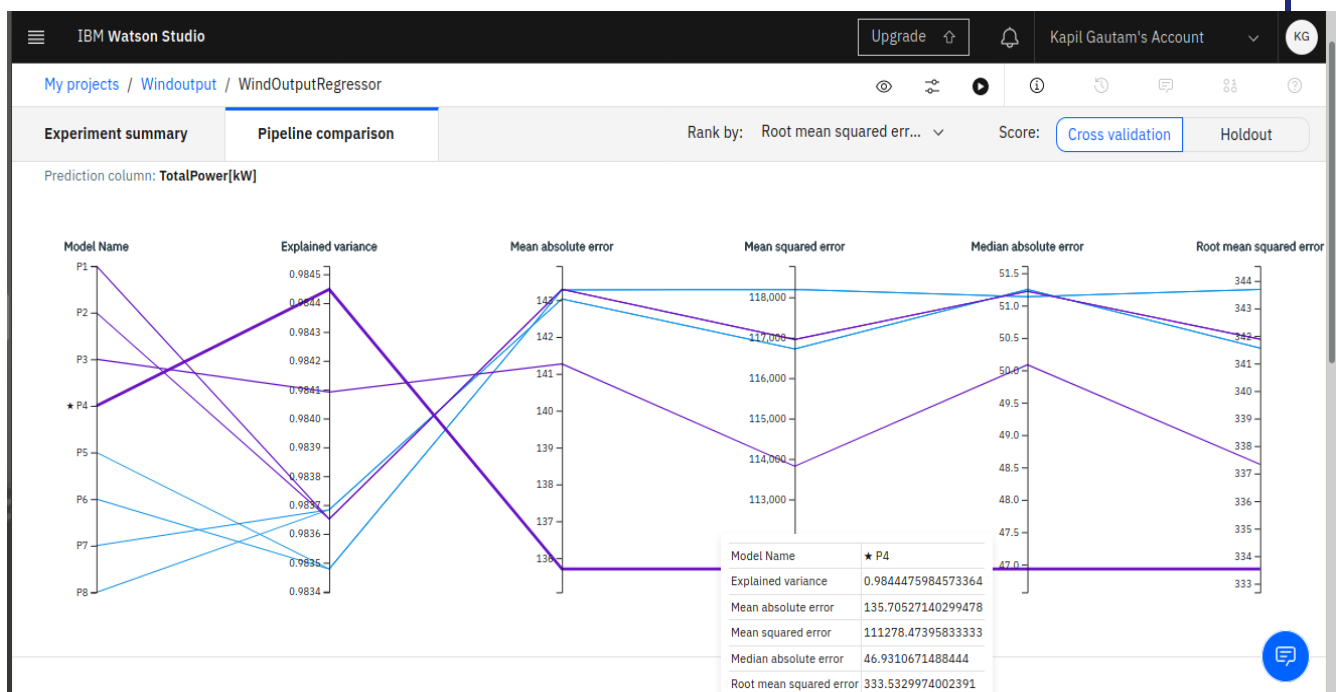 IBM Watson Studio
Upgrade
Kapil Gautam's Account
KG
My projects / Windoutput / WindOutputRegressor
Experiment summary
Pipeline comparison
Rank by: Root mean squared err...
Score: Cross validation Holdout
Prediction column: TotalPower[kW]
Model Name
P1
P2
P3
★ P4
P5
P6
P7
P8
Explained variance
0.9845
0.9844
0.9843
0.9842
0.9841
0.9840
0.9839
0.9838
0.9837
0.9836
0.9835
0.9834
Mean absolute error
143
142
141
140
139
138
137
136
Mean squared error
118,000
117,000
116,000
115,000
114,000
113,000
Median absolute error
51.5
51.0
50.5
50.0
49.5
49.0
48.5
48.0
47.5
47.0
Root mean squared error
344
343
342
341
340
339
338
337
336
335
334
333
Model Name ★ P4
Explained variance 0.9844475984573364
Mean absolute error 135.70527140299478
Mean squared error 111278.47395833333
Median absolute error 46.9310671488444
Root mean squared error 333.5329974002391